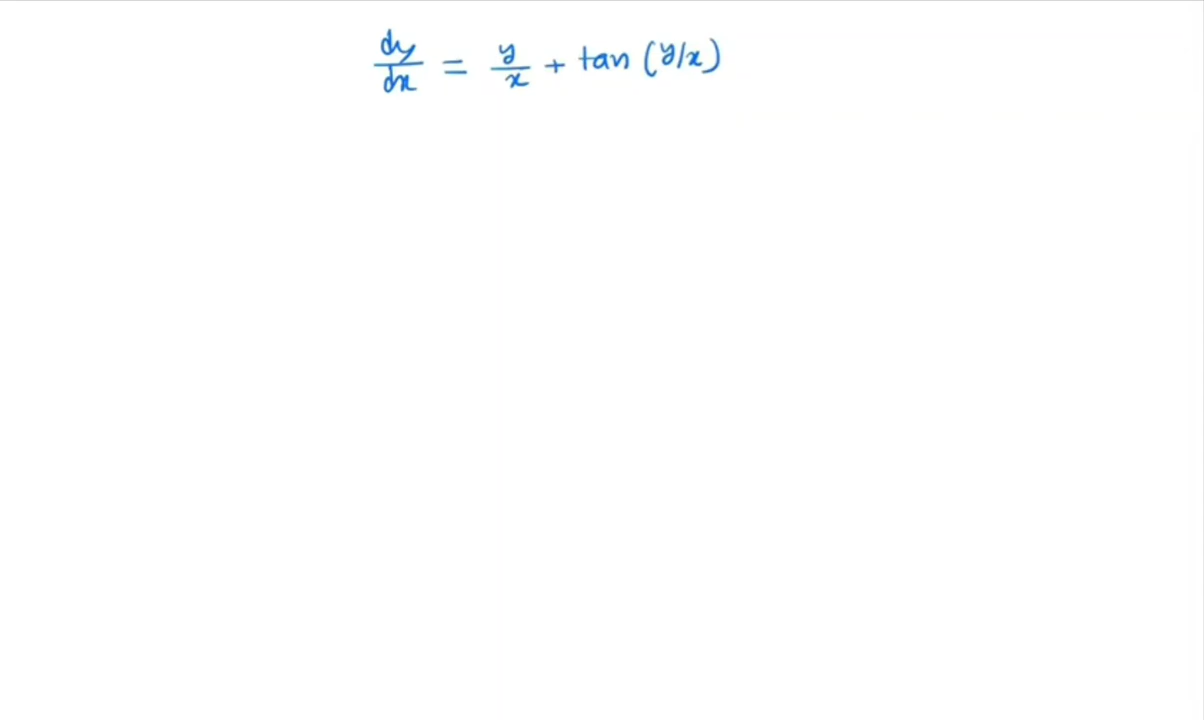 dy/dx = y/x + tan (y/x)